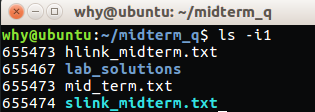 why@ubuntu: ~/midterm_q
why@ubuntu:~/midterm_q$ ls -i1
655473 hlink_midterm.txt
655467 lab_solutions
655473 mid_term.txt
655474 slink_midterm.txt